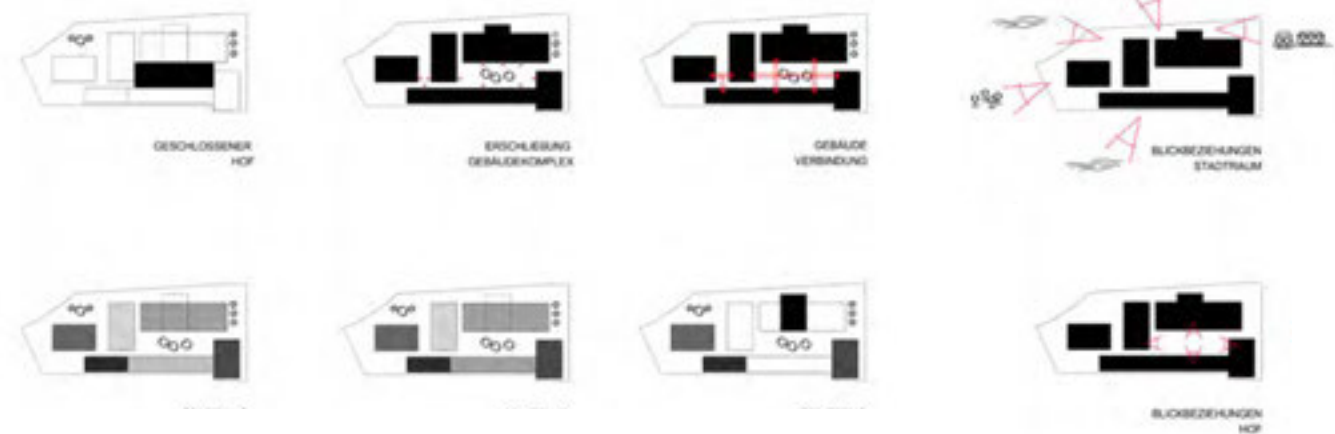 GESCHLOSSENER
HOF
ERSCHLIEßUNG
GEBÄUDEKOMPLEX
GEBÄUDE
VERBINDUNG
BLICKBEZIEHUNGEN
STADTRAUM
BLICKBEZIEHUNGEN
HOF